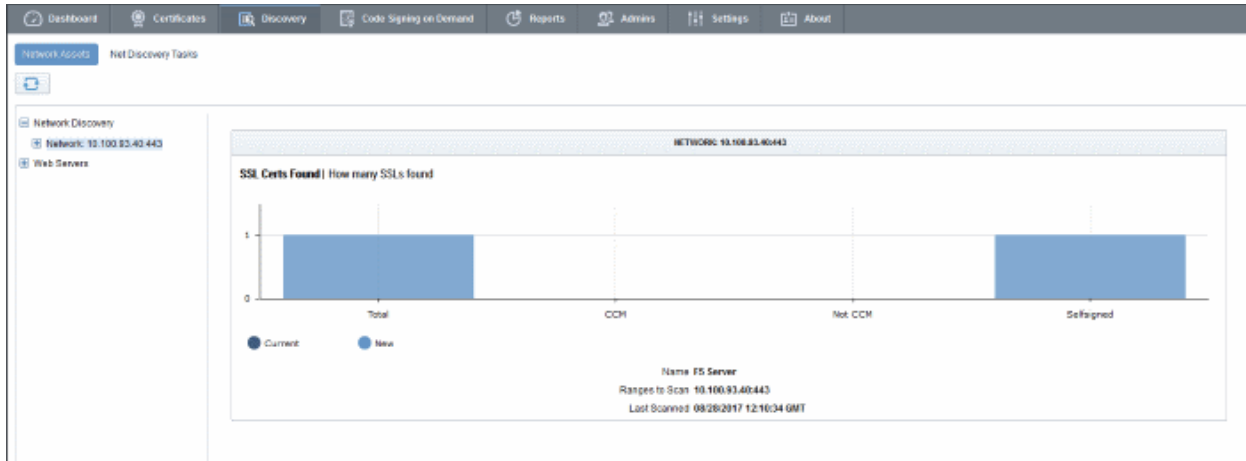 Dashboard Certificates Discovery Code Signing on Demand Reports Admins Settings About
Network Assets Net Discovery Tasks
Network Discovery
Network: 10.100.93.40:443
Web Servers
NETWORK: 10.100.93.40:443
SSL Certs Found | How many SSLs found
1
0
Total CCM Not CCM Selfsigned
Current New
Name F5 Server
Ranges to Scan 10.100.93.40:443
Last Scanned 08/28/2017 12:10:34 GMT